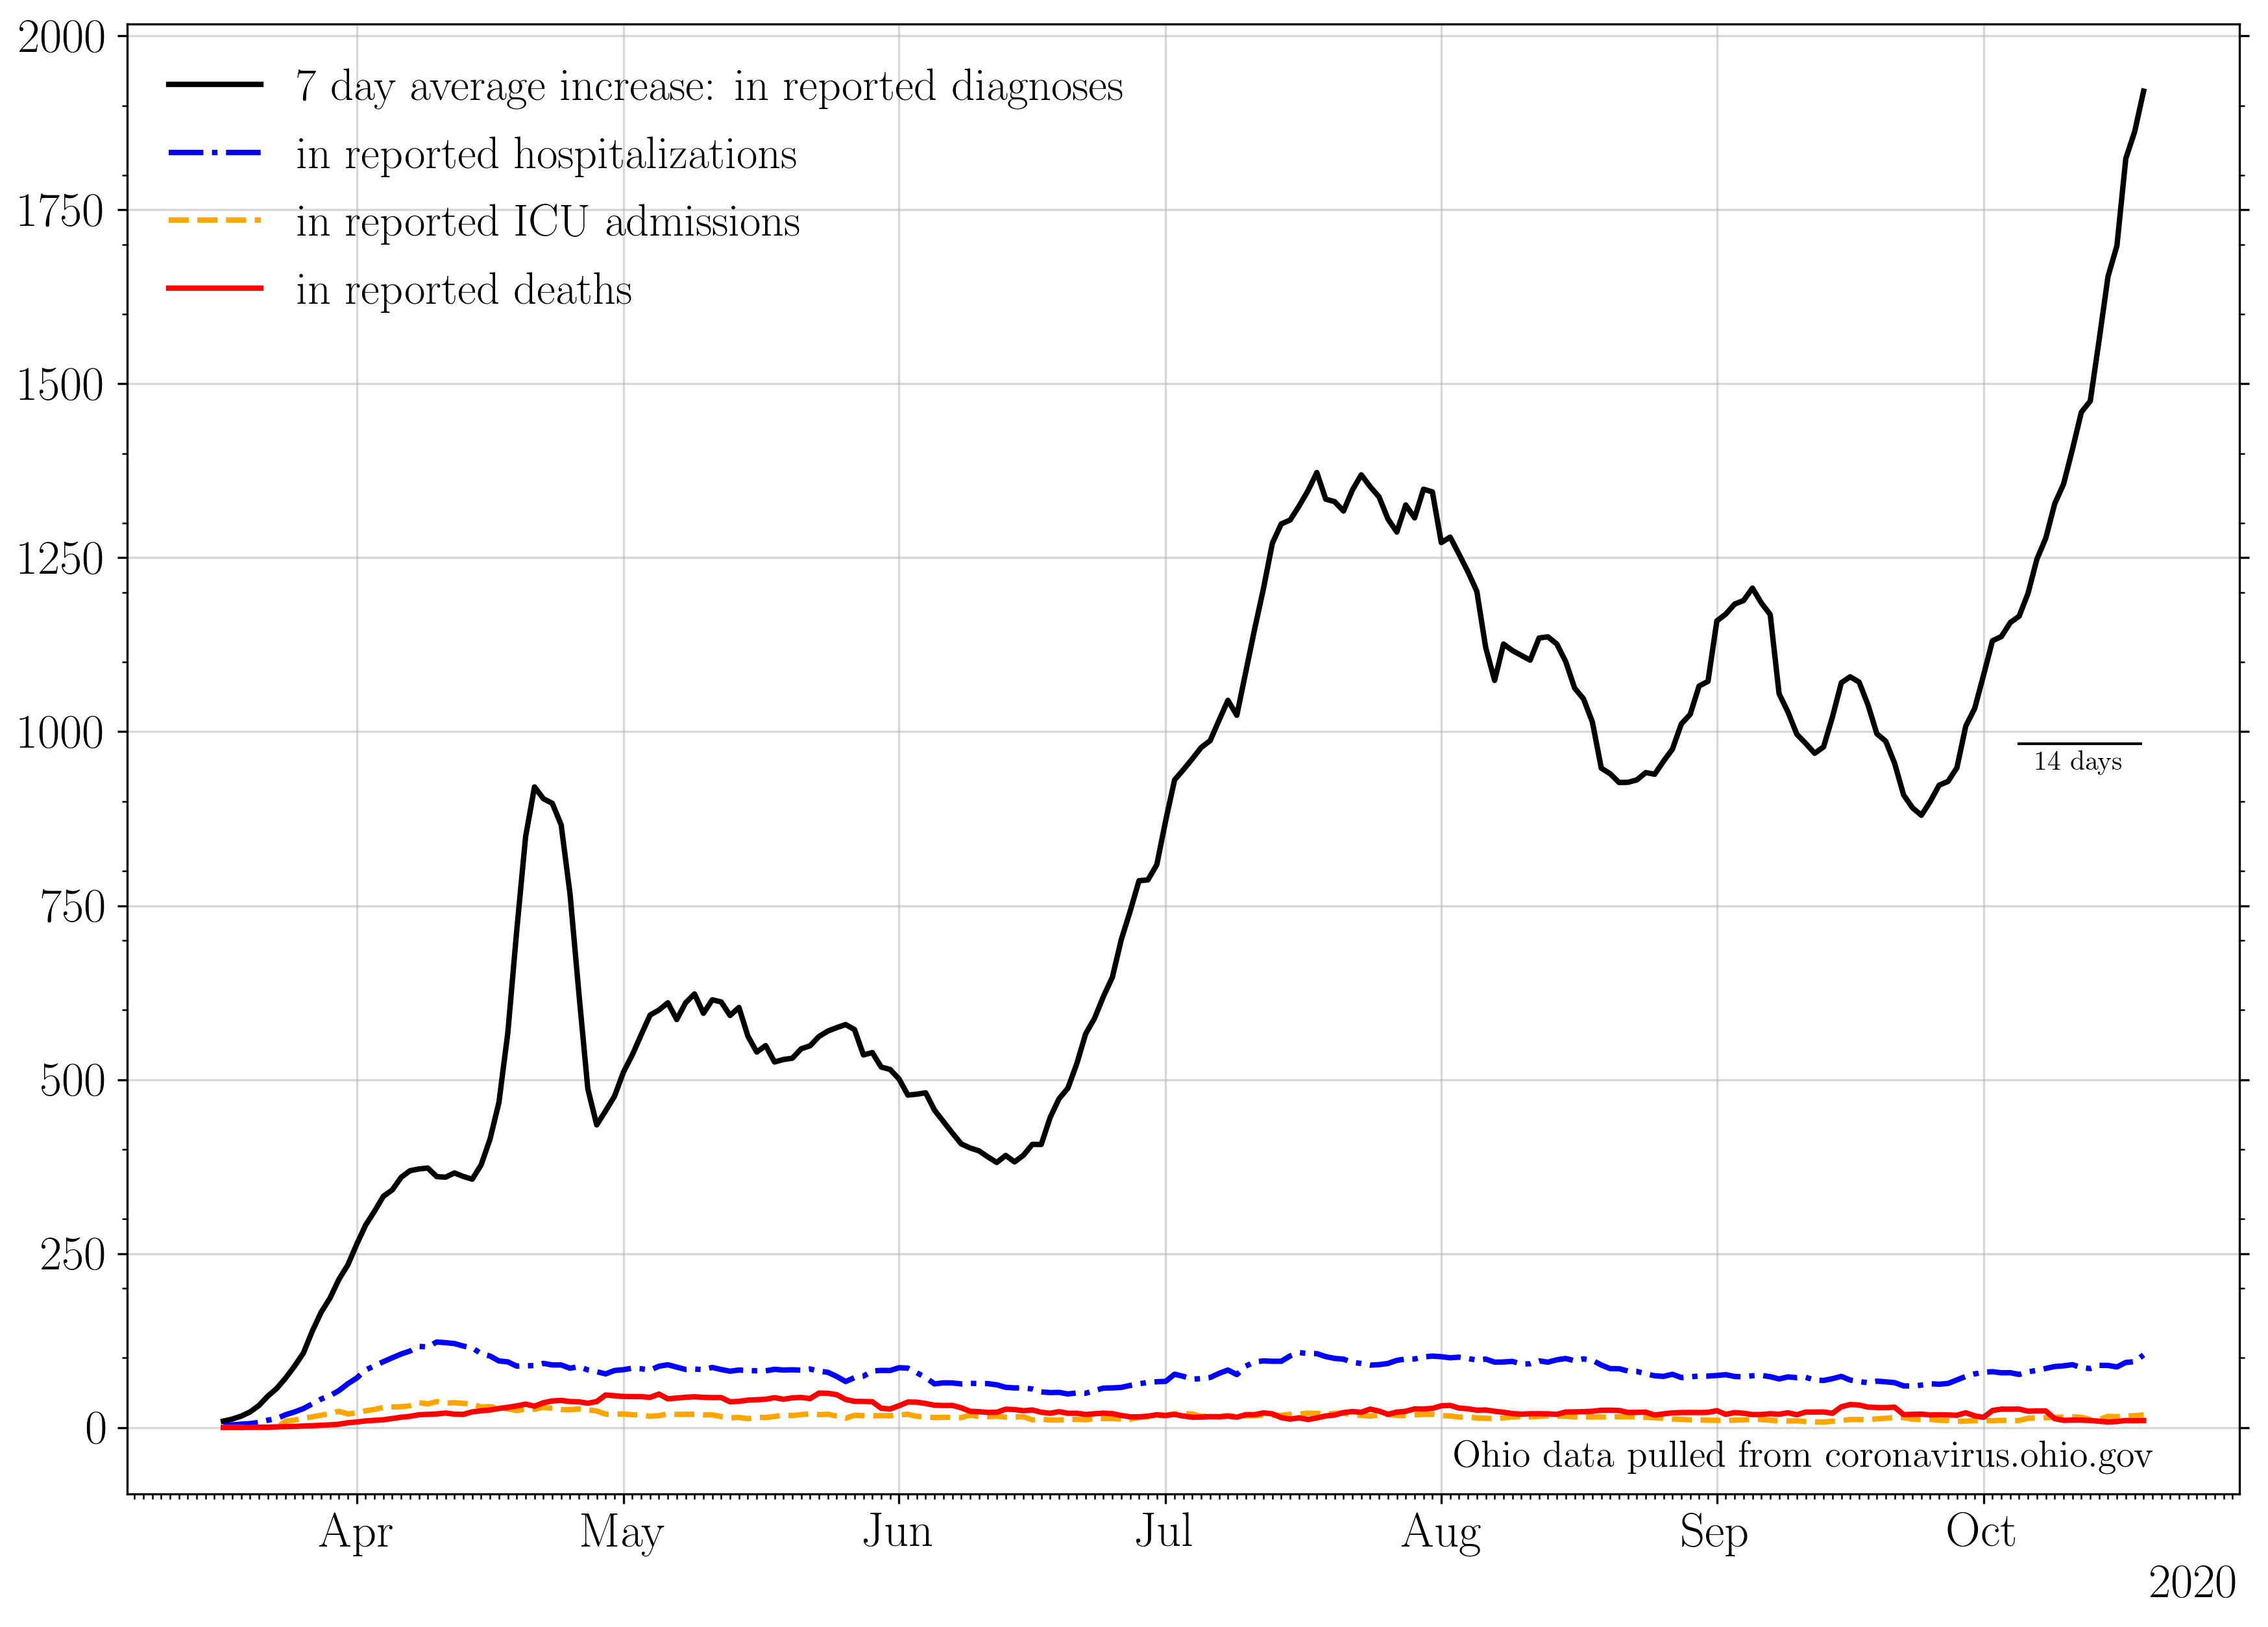 2000
1750
1500
1250
1000
750
500
250
0
7 day average increase: in reported diagnoses
in reported hospitalizations
in reported ICU admissions
in reported deaths
14 days
Ohio data pulled from coronavirus.ohio.gov
Apr May Jun Jul Aug Sep Oct
2020